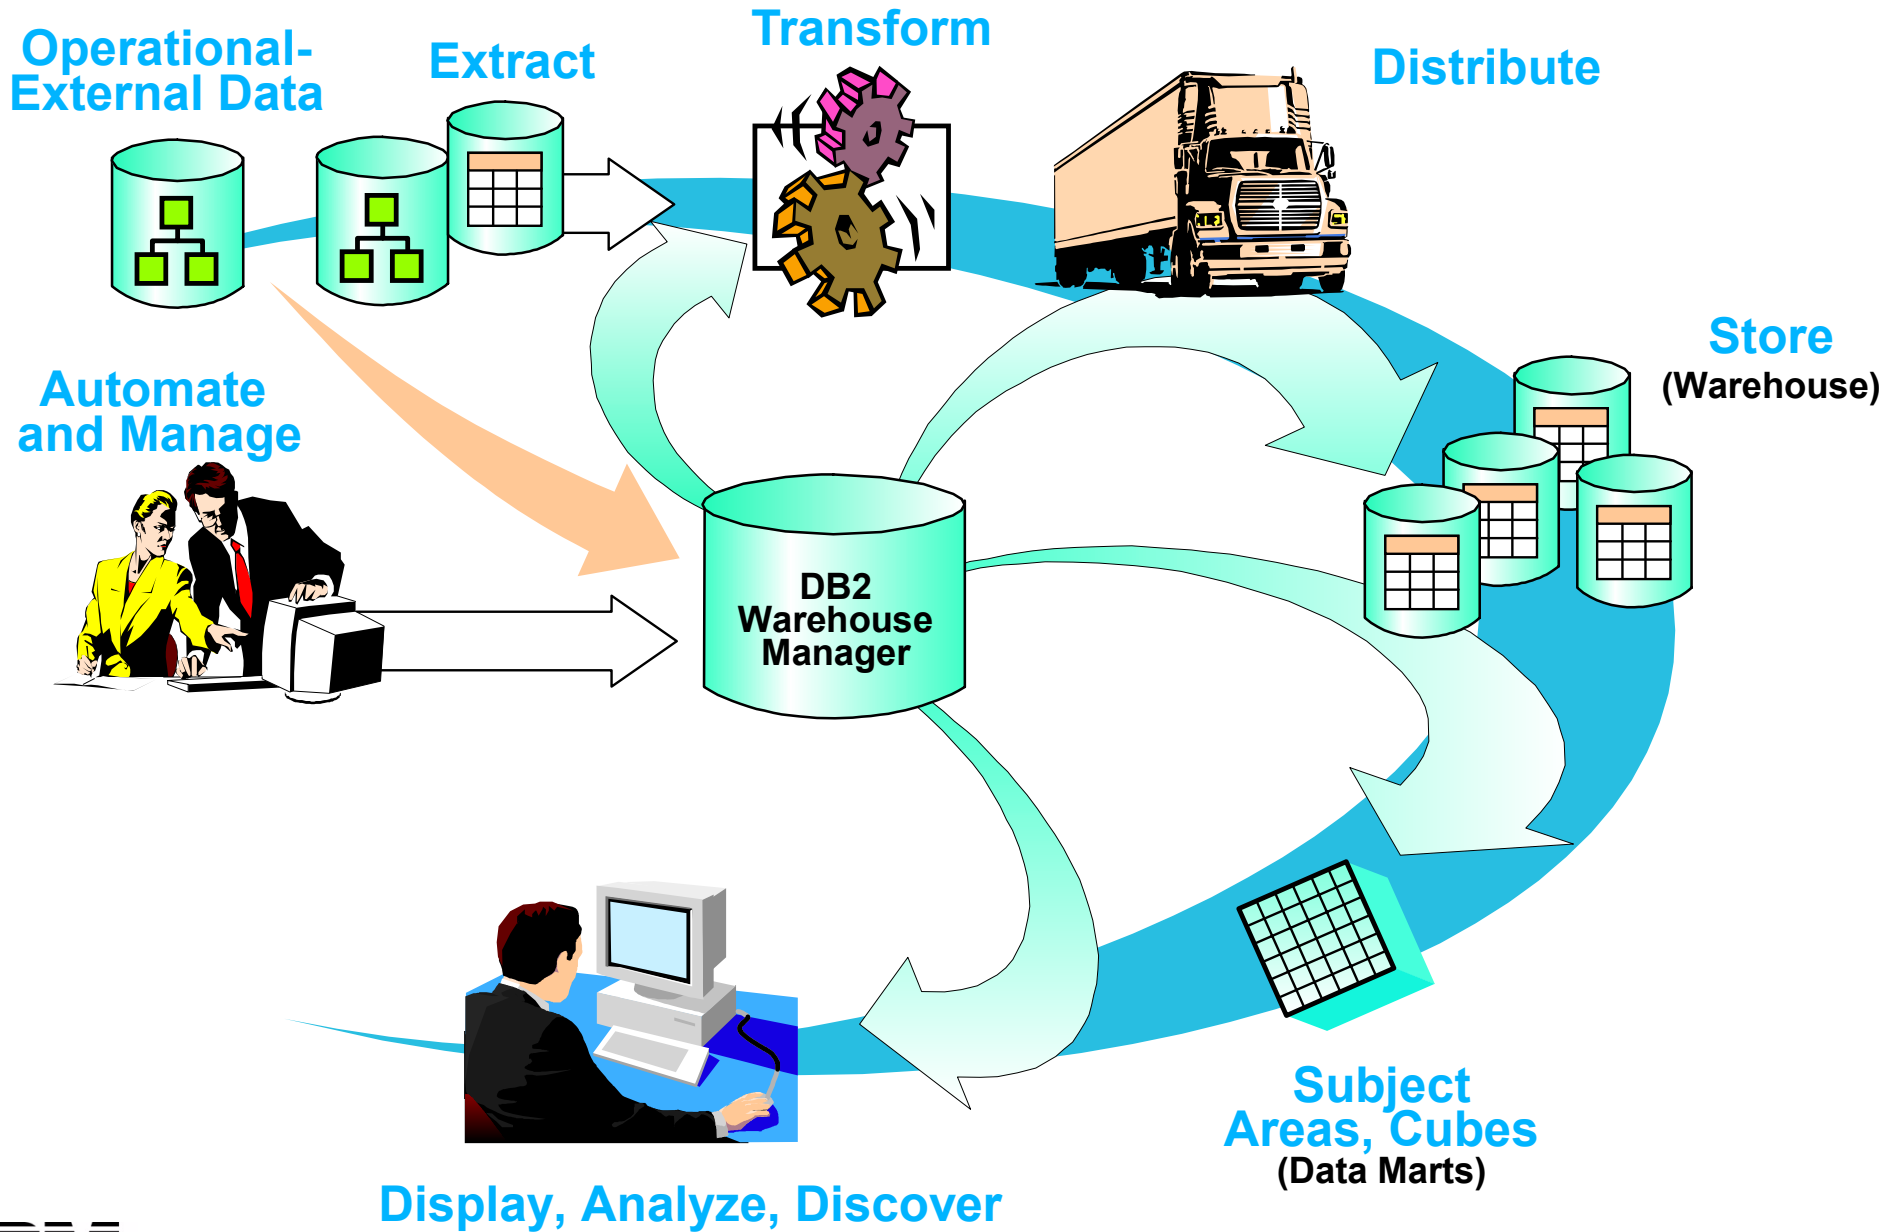 Operational-
External Data
Extract
Transform
Distribute
Store
(Warehouse)
Automate
and Manage
DB2
Warehouse
Manager
Subject
Areas, Cubes
(Data Marts)
Display, Analyze, Discover